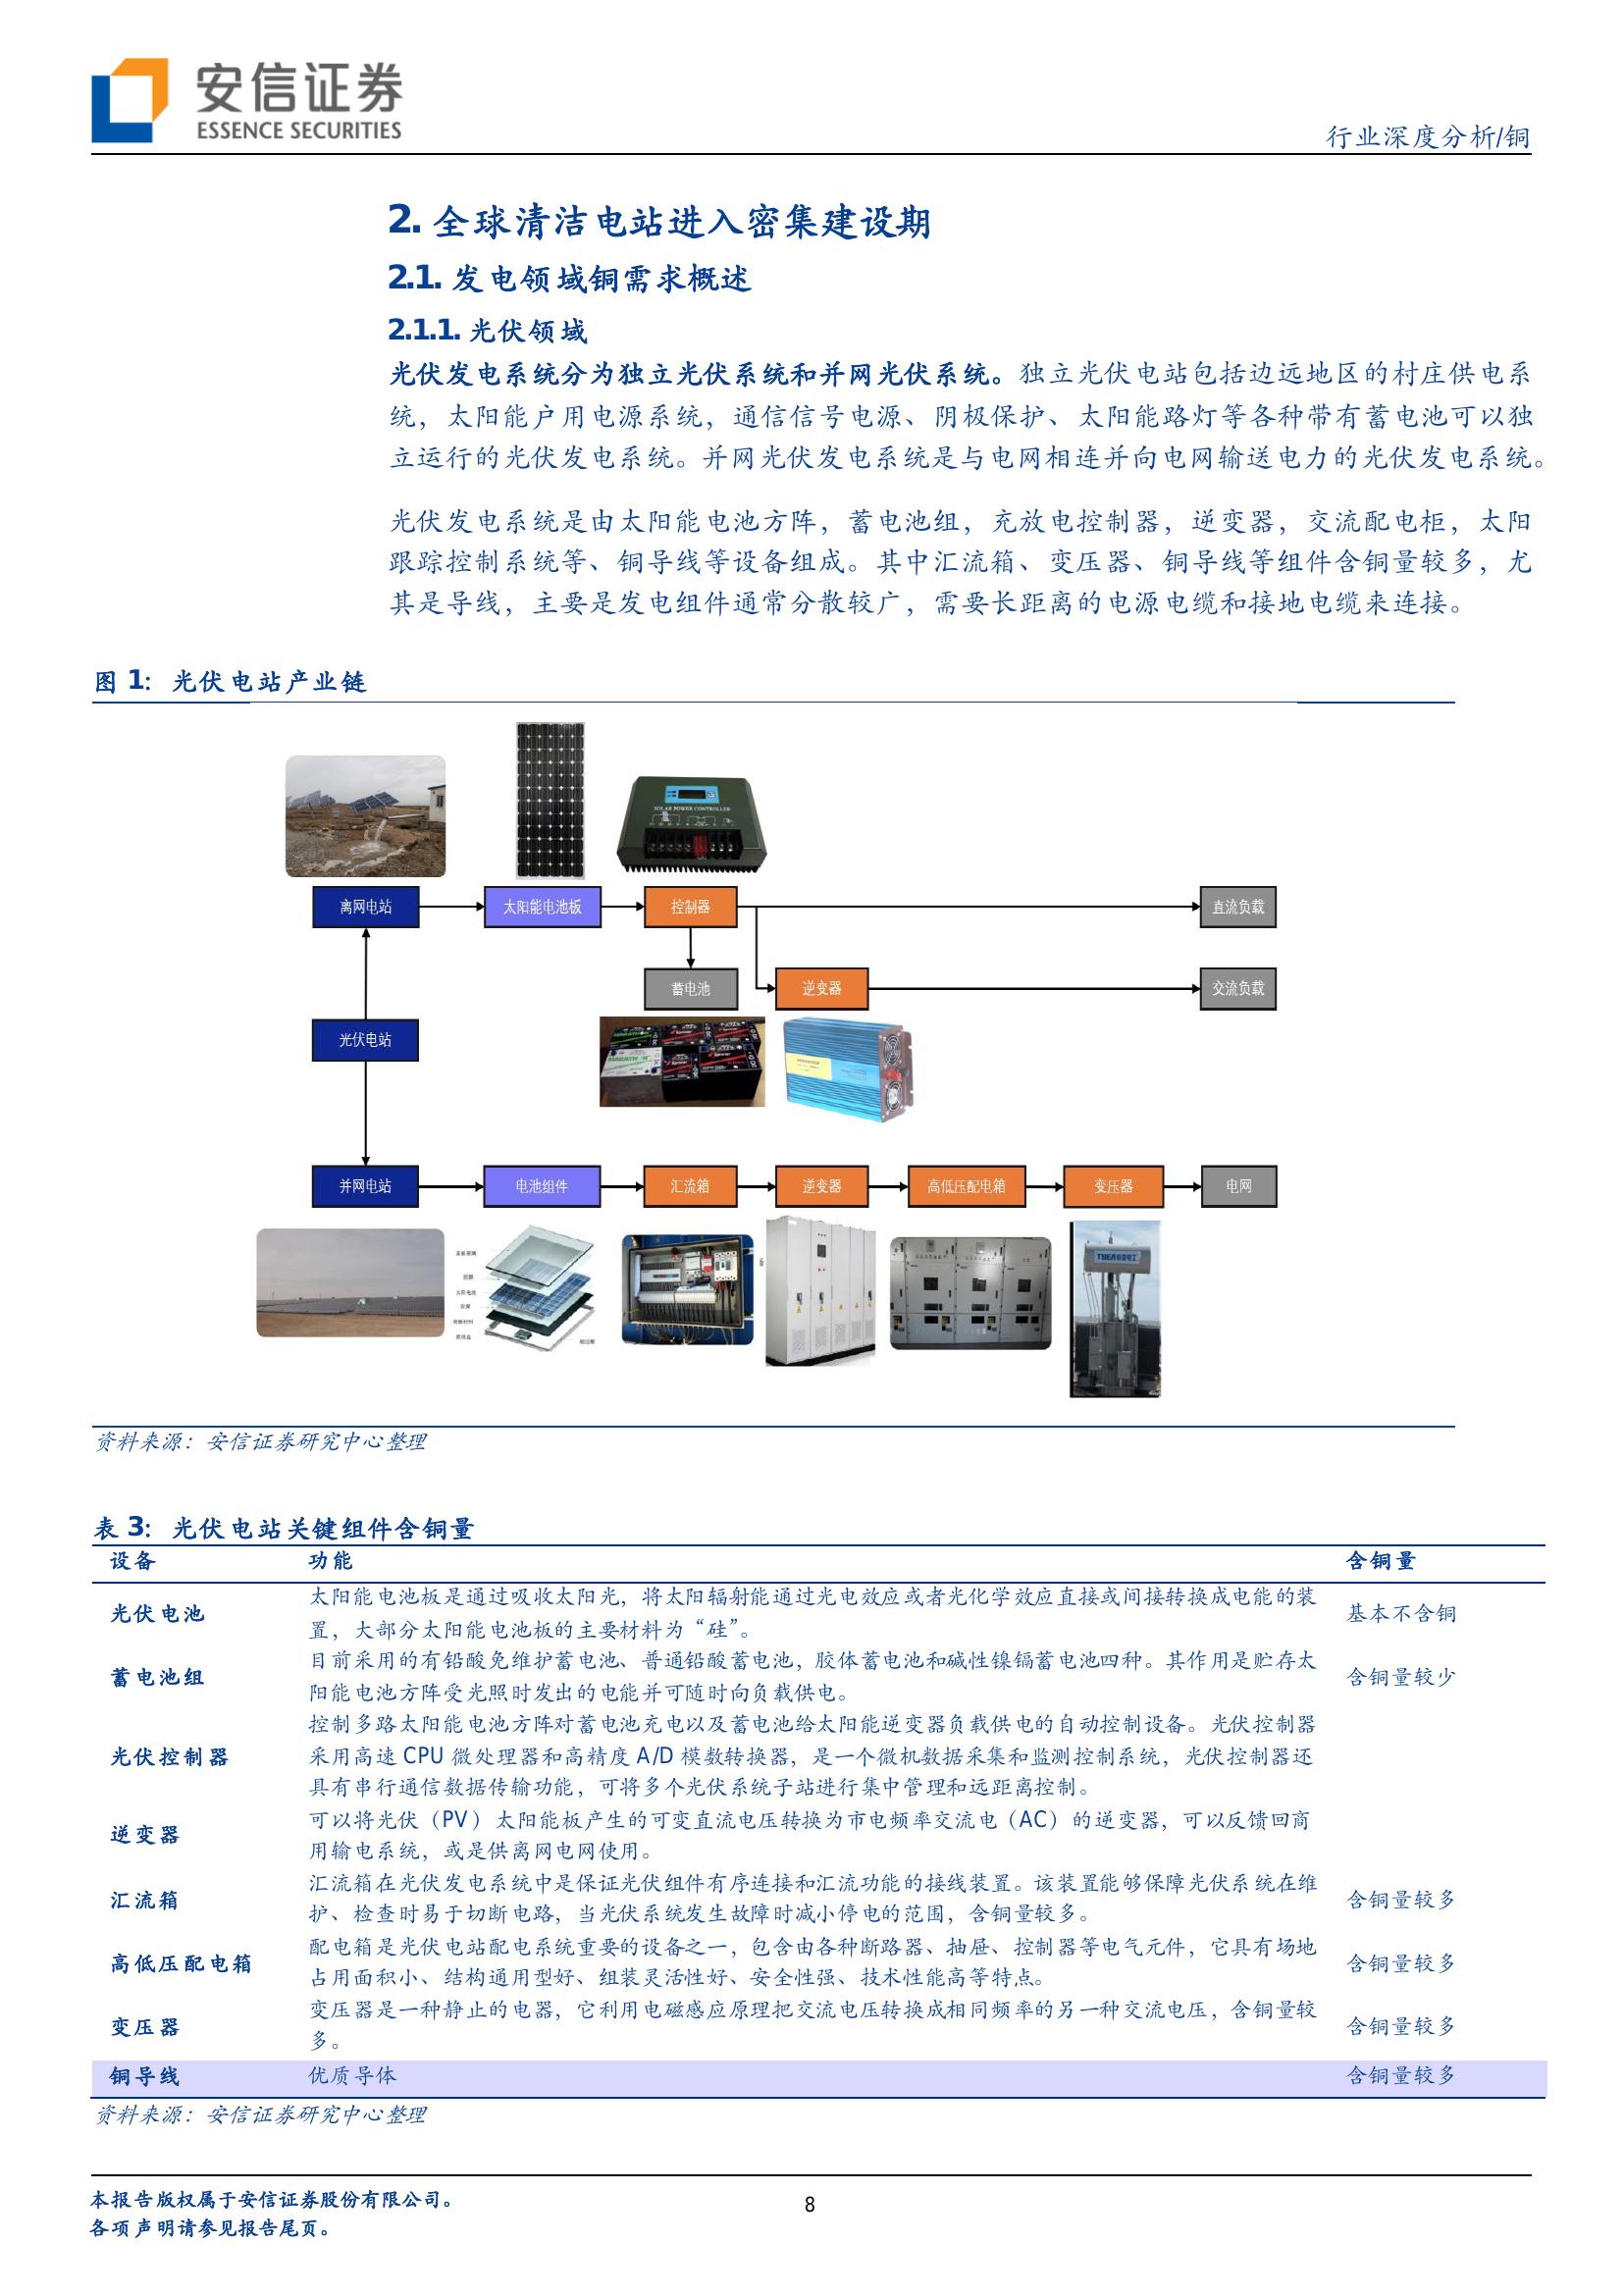 安信证券
ESSENCE SECURITIES
行业深度分析/铜
2. 全球清洁电站进入密集建设期
2.1. 发电领域铜需求概述
2.1.1. 光伏领域
光伏发电系统分为独立光伏系统和并网光伏系统。独立光伏电站包括边远地区的村庄供电系
统，太阳能户用电源系统，通信信号电源、阴极保护、太阳能路灯等各种带有蓄电池可以独
立运行的光伏发电系统。并网光伏发电系统是与电网相连并向电网输送电力的光伏发电系统。
光伏发电系统是由太阳能电池方阵，蓄电池组，充放电控制器，逆变器，交流配电柜，太阳
跟踪控制系统等、铜导线等设备组成。其中汇流箱、变压器、铜导线等组件含铜量较多，尤
其是导线，主要是发电组件通常分散较广，需要长距离的电源电缆和接地电缆来连接。
图 1：光伏电站产业链
SOLAR POWER CONTROLLER
离网电站
太阳能电池板
控制器
直流负载
蓄电池
逆变器
交流负载
光伏电站
并网电站
电池组件
汇流箱
逆变器
高低压配电箱
变压器
电网
资料来源：安信证券研究中心整理
表 3：光伏电站关键组件含铜量
设备 功能 含铜量
太阳能电池板是通过吸收太阳光，将太阳辐射能通过光电效应或者光化学效应直接或间接转换成电能的装
光伏电池 基本不含铜
置，大部分太阳能电池板的主要材料为“硅”。
目前采用的有铅酸免维护蓄电池、普通铅酸蓄电池，胶体蓄电池和碱性镍镉蓄电池四种。其作用是贮存太
蓄电池组 含铜量较少
阳能电池方阵受光照时发出的电能并可随时向负载供电。
控制多路太阳能电池方阵对蓄电池充电以及蓄电池给太阳能逆变器负载供电的自动控制设备。光伏控制器
光伏控制器 采用高速 CPU 微处理器和高精度 A/D 模数转换器，是一个微机数据采集和监测控制系统，光伏控制器还
具有串行通信数据传输功能，可将多个光伏系统子站进行集中管理和远距离控制。
可以将光伏（PV）太阳能板产生的可变直流电压转换为市电频率交流电（AC）的逆变器，可以反馈回商
逆变器
用输电系统，或是供离网电网使用。
汇流箱在光伏发电系统中是保证光伏组件有序连接和汇流功能的接线装置。该装置能够保障光伏系统在维
汇流箱 含铜量较多
护、检查时易于切断电路，当光伏系统发生故障时减小停电的范围，含铜量较多。
配电箱是光伏电站配电系统重要的设备之一，包含由各种断路器、抽屉、控制器等电气元件，它具有场地
高低压配电箱 含铜量较多
占用面积小、结构通用型好、组装灵活性好、安全性强、技术性能高等特点。
变压器是一种静止的电器，它利用电磁感应原理把交流电压转换成相同频率的另一种交流电压，含铜量较
变压器 含铜量较多
多。
铜导线 优质导体 含铜量较多
资料来源：安信证券研究中心整理
本报告版权属于安信证券股份有限公司。
8
各项声明请参见报告尾页。